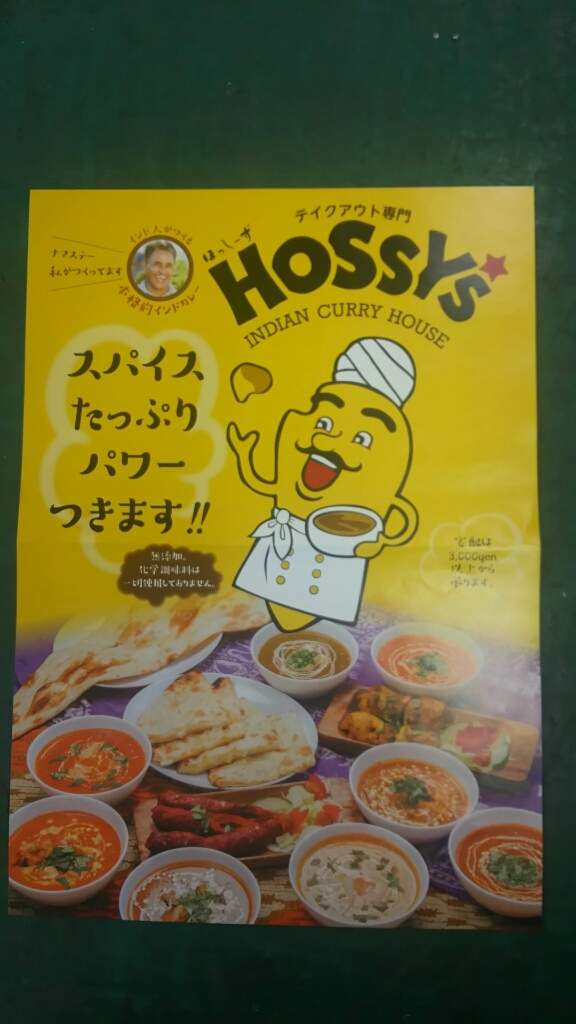 テイクアウト専門
ほっしーず
HOSSY's
INDIAN CURRY HOUSE
インド人がつくる
本格的インドカレー
ナマステー
私がつくってます
スパイス
たっぷり
パワー
つきます!!
無添加。
化学調味料は
一切使用しておりません。
宅配は
3,000yen
以上から
承ります。